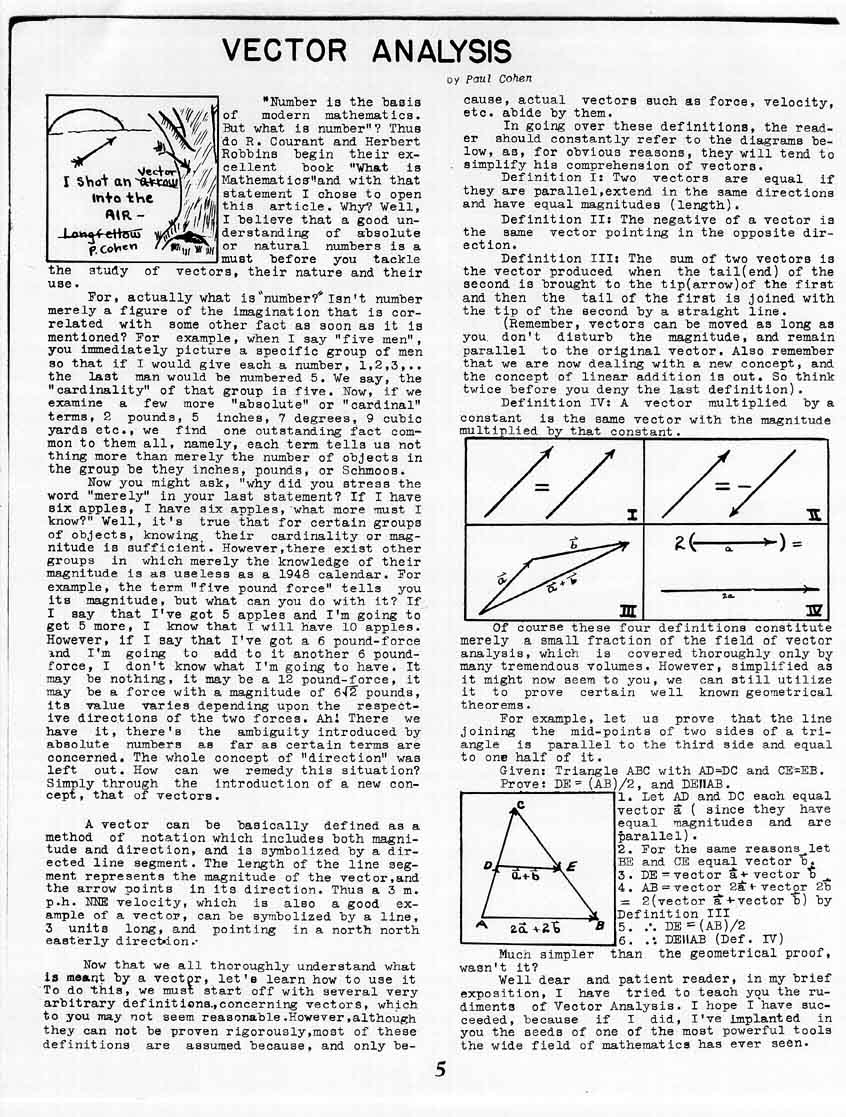 VECTOR ANALYSIS
by Paul Cohen
I shot an arrow
vector
Into the
AIR -
Longfellow
P. Cohen
"Number is the basis
of modern mathematics.
But what is number"? Thus
do R. Courant and Herbert
Robbins begin their ex-
cellent book "What is
Mathematics"and with that
statement I chose to open
this article. Why? Well,
I believe that a good un-
derstanding of absolute
or natural numbers is a
must before you tackle
the study of vectors, their nature and their
use.
For, actually what is "number?" Isn't number
merely a figure of the imagination that is cor-
related with some other fact as soon as it is
mentioned? For example, when I say "five men",
you immediately picture a specific group of men
so that if I would give each a number, 1,2,3,..
the last man would be numbered 5. We say, the
"cardinality" of that group is five. Now, if we
examine a few more "absolute" or "cardinal"
terms, 2 pounds, 5 inches, 7 degrees, 9 cubic
yards etc., we find one outstanding fact com-
mon to them all, namely, each term tells us not
thing more than merely the number of objects in
the group be they inches, pounds, or Schmoos.
Now you might ask, "why did you stress the
word "merely" in your last statement? If I have
six apples, I have six apples, what more must I
know?" Well, it's true that for certain groups
of objects, knowing their cardinality or mag-
nitude is sufficient. However,there exist other
groups in which merely the knowledge of their
magnitude is as useless as a 1948 calendar. For
example, the term "five pound force" tells you
its magnitude, but what can you do with it? If
I say that I've got 5 apples and I'm going to
get 5 more, I know that I will have 10 apples.
However, if I say that I've got a 6 pound-force
and I'm going to add to it another 6 pound-
force, I don't know what I'm going to have. It
may be nothing, it may be a 12 pound-force, it
may be a force with a magnitude of 6√2 pounds,
its value varies depending upon the respect-
ive directions of the two forces. Ah! There we
have it, there's the ambiguity introduced by
absolute numbers as far as certain terms are
concerned. The whole concept of "direction" was
left out. How can we remedy this situation?
Simply through the introduction of a new con-
cept, that of vectors.
A vector can be basically defined as a
method of notation which includes both magni-
tude and direction, and is symbolized by a dir-
ected line segment. The length of the line seg-
ment represents the magnitude of the vector,and
the arrow points in its direction. Thus a 3 m.
p.h. NNE velocity, which is also a good ex-
ample of a vector, can be symbolized by a line,
3 units long, and pointing in a north north
easterly direction.
Now that we all thoroughly understand what
is meant by a vector, let's learn how to use it
To do this, we must start off with several very
arbitrary definitions,concerning vectors, which
to you may not seem reasonable.However,although
they can not be proven rigorously,most of these
definitions are assumed because, and only be-
cause, actual vectors such as force, velocity,
etc. abide by them.
In going over these definitions, the read-
er should constantly refer to the diagrams be-
low, as, for obvious reasons, they will tend to
simplify his comprehension of vectors.
Definition I: Two vectors are equal if
they are parallel,extend in the same directions
and have equal magnitudes (length).
Definition II: The negative of a vector is
the same vector pointing in the opposite dir-
ection.
Definition III: The sum of two vectors is
the vector produced when the tail(end) of the
second is brought to the tip(arrow)of the first
and then the tail of the first is joined with
the tip of the second by a straight line.
(Remember, vectors can be moved as long as
you don't disturb the magnitude, and remain
parallel to the original vector. Also remember
that we are now dealing with a new concept, and
the concept of linear addition is out. So think
twice before you deny the last definition).
Definition IV: A vector multiplied by a
constant is the same vector with the magnitude
multiplied by that constant.
= I
= - II
a⃗ b⃗ a⃗+b⃗ III
2( a ) = 2a IV
Of course these four definitions constitute
merely a small fraction of the field of vector
analysis, which is covered thoroughly only by
many tremendous volumes. However, simplified as
it might now seem to you, we can still utilize
it to prove certain well known geometrical
theorems.
For example, let us prove that the line
joining the mid-points of two sides of a tri-
angle is parallel to the third side and equal
to one half of it.
Given: Triangle ABC with AD=DC and CE=EB.
Prove: DE = (AB)/2, and DE∥AB.
C
D E
a⃗+b⃗
A B
2a⃗+2b⃗
1. Let AD and DC each equal
vector a⃗ ( since they have
equal magnitudes and are
parallel).
2. For the same reasons let
BE and CE equal vector b⃗.
3. DE = vector a⃗ + vector b⃗
4. AB = vector 2a⃗ + vector 2b⃗
= 2(vector a⃗ + vector b⃗) by
Definition III
5. ∴ DE = (AB)/2
6. ∴ DE∥AB (Def. IV)
Much simpler than the geometrical proof,
wasn't it?
Well dear and patient reader, in my brief
exposition, I have tried to teach you the ru-
diments of Vector Analysis. I hope I have suc-
ceeded, because if I did, I've implanted in
you the seeds of one of the most powerful tools
the wide field of mathematics has ever seen.
5